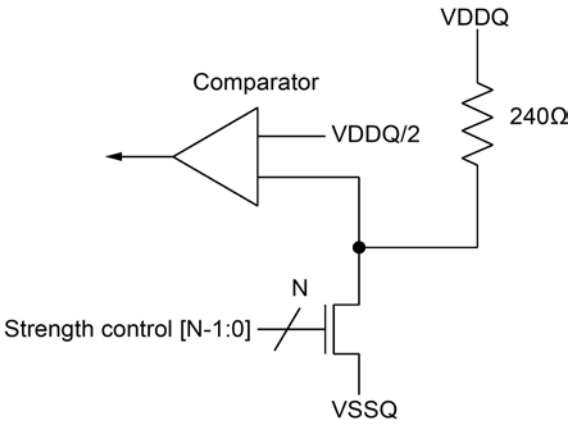 VDDQ
Comparator
240Ω
VDDQ/2
N
Strength control [N-1:0]
VSSQ